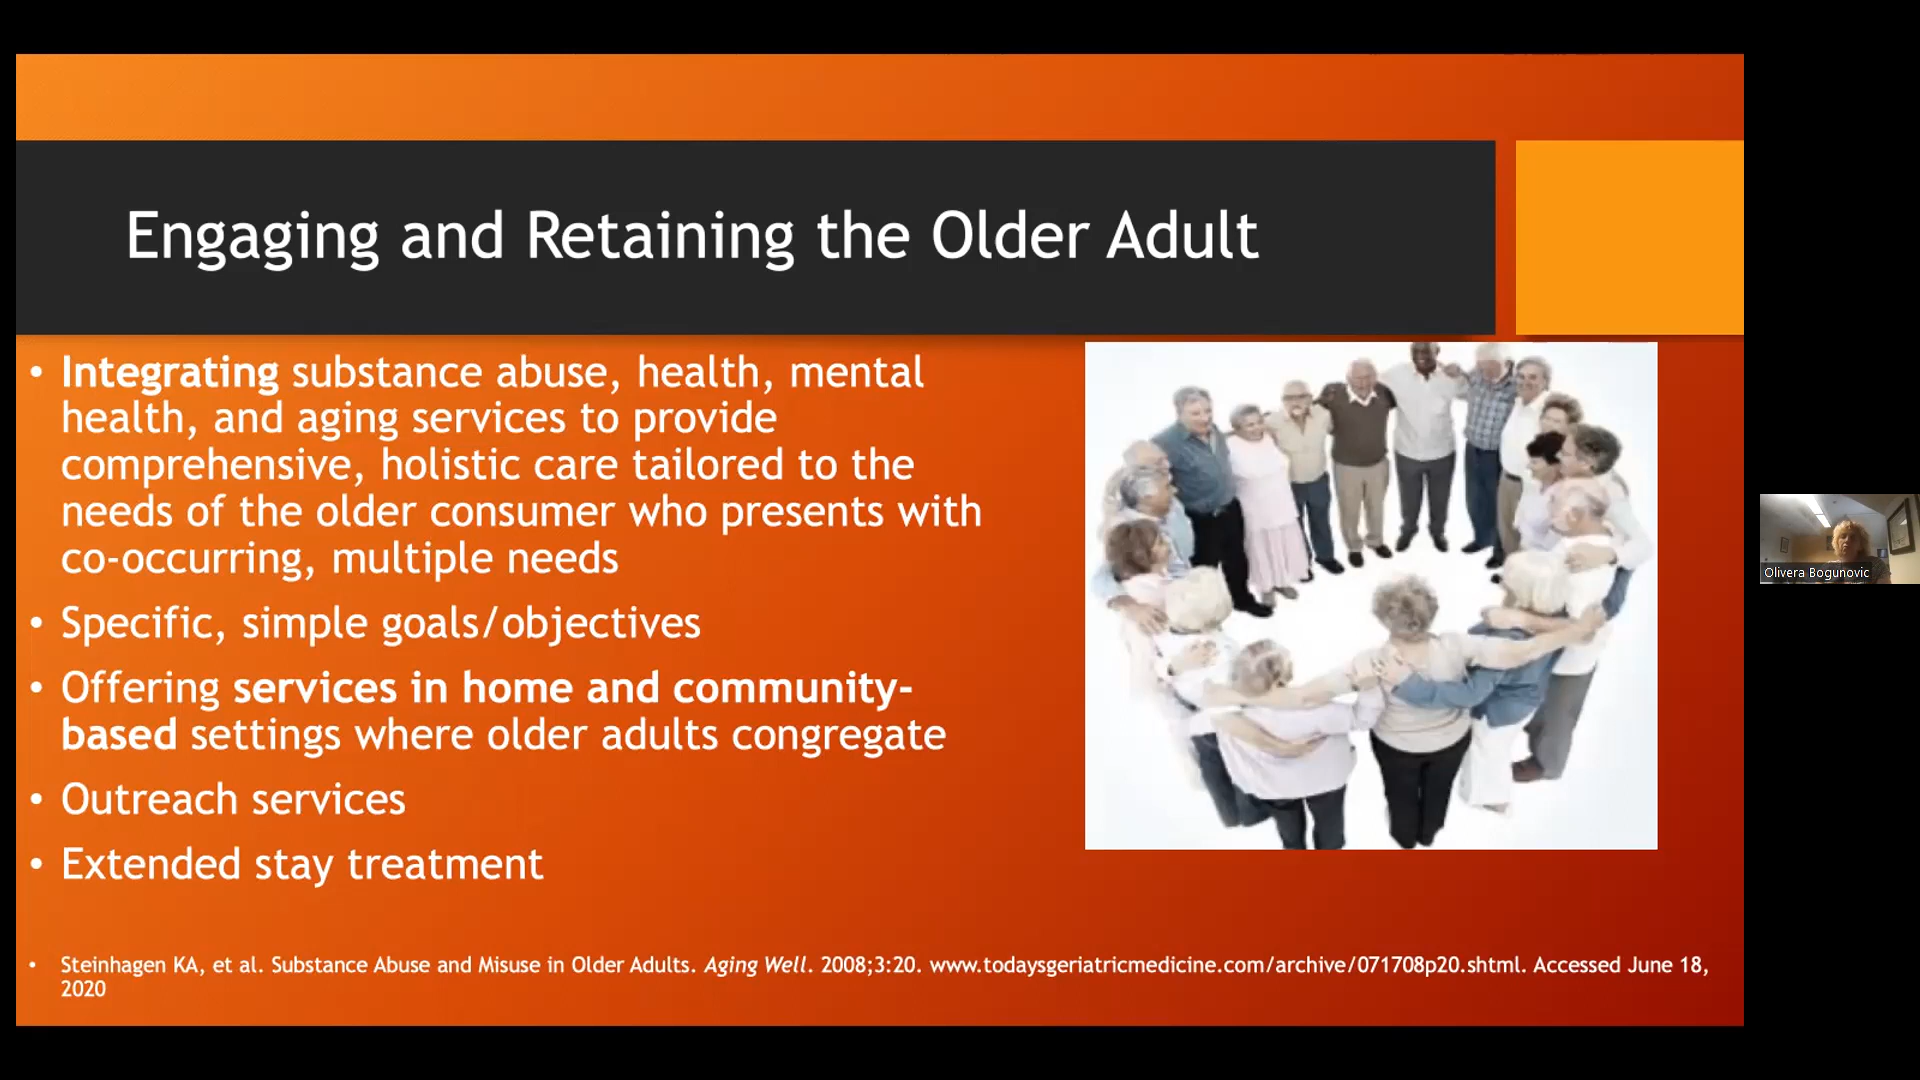 Engaging and Retaining the Older Adult
• Integrating substance abuse, health, mental
health, and aging services to provide
comprehensive, holistic care tailored to the
needs of the older consumer who presents with
co-occurring, multiple needs
• Specific, simple goals/objectives
• Offering services in home and community-
based settings where older adults congregate
• Outreach services
• Extended stay treatment
• Steinhagen KA, et al. Substance Abuse and Misuse in Older Adults. Aging Well. 2008;3:20. www.todaysgeriatricmedicine.com/archive/071708p20.shtml. Accessed June 18,
2020
Olivera Bogunovic